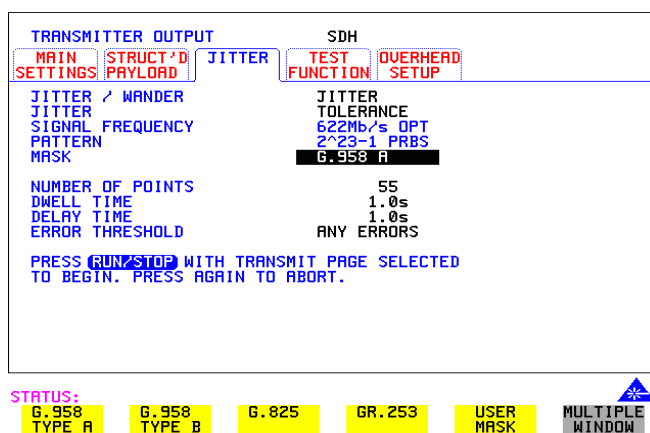 TRANSMITTER OUTPUT SDH
MAIN SETTINGS STRUCT'D PAYLOAD JITTER TEST FUNCTION OVERHEAD SETUP
JITTER / WANDER JITTER
JITTER TOLERANCE
SIGNAL FREQUENCY 622Mb/s OPT
PATTERN 2^23-1 PRBS
MASK G.958 A
NUMBER OF POINTS 55
DWELL TIME 1.0s
DELAY TIME 1.0s
ERROR THRESHOLD ANY ERRORS
PRESS RUN/STOP WITH TRANSMIT PAGE SELECTED
TO BEGIN. PRESS AGAIN TO ABORT.
STATUS:
G.958 TYPE A G.958 TYPE B G.825 GR.253 USER MASK MULTIPLE WINDOW